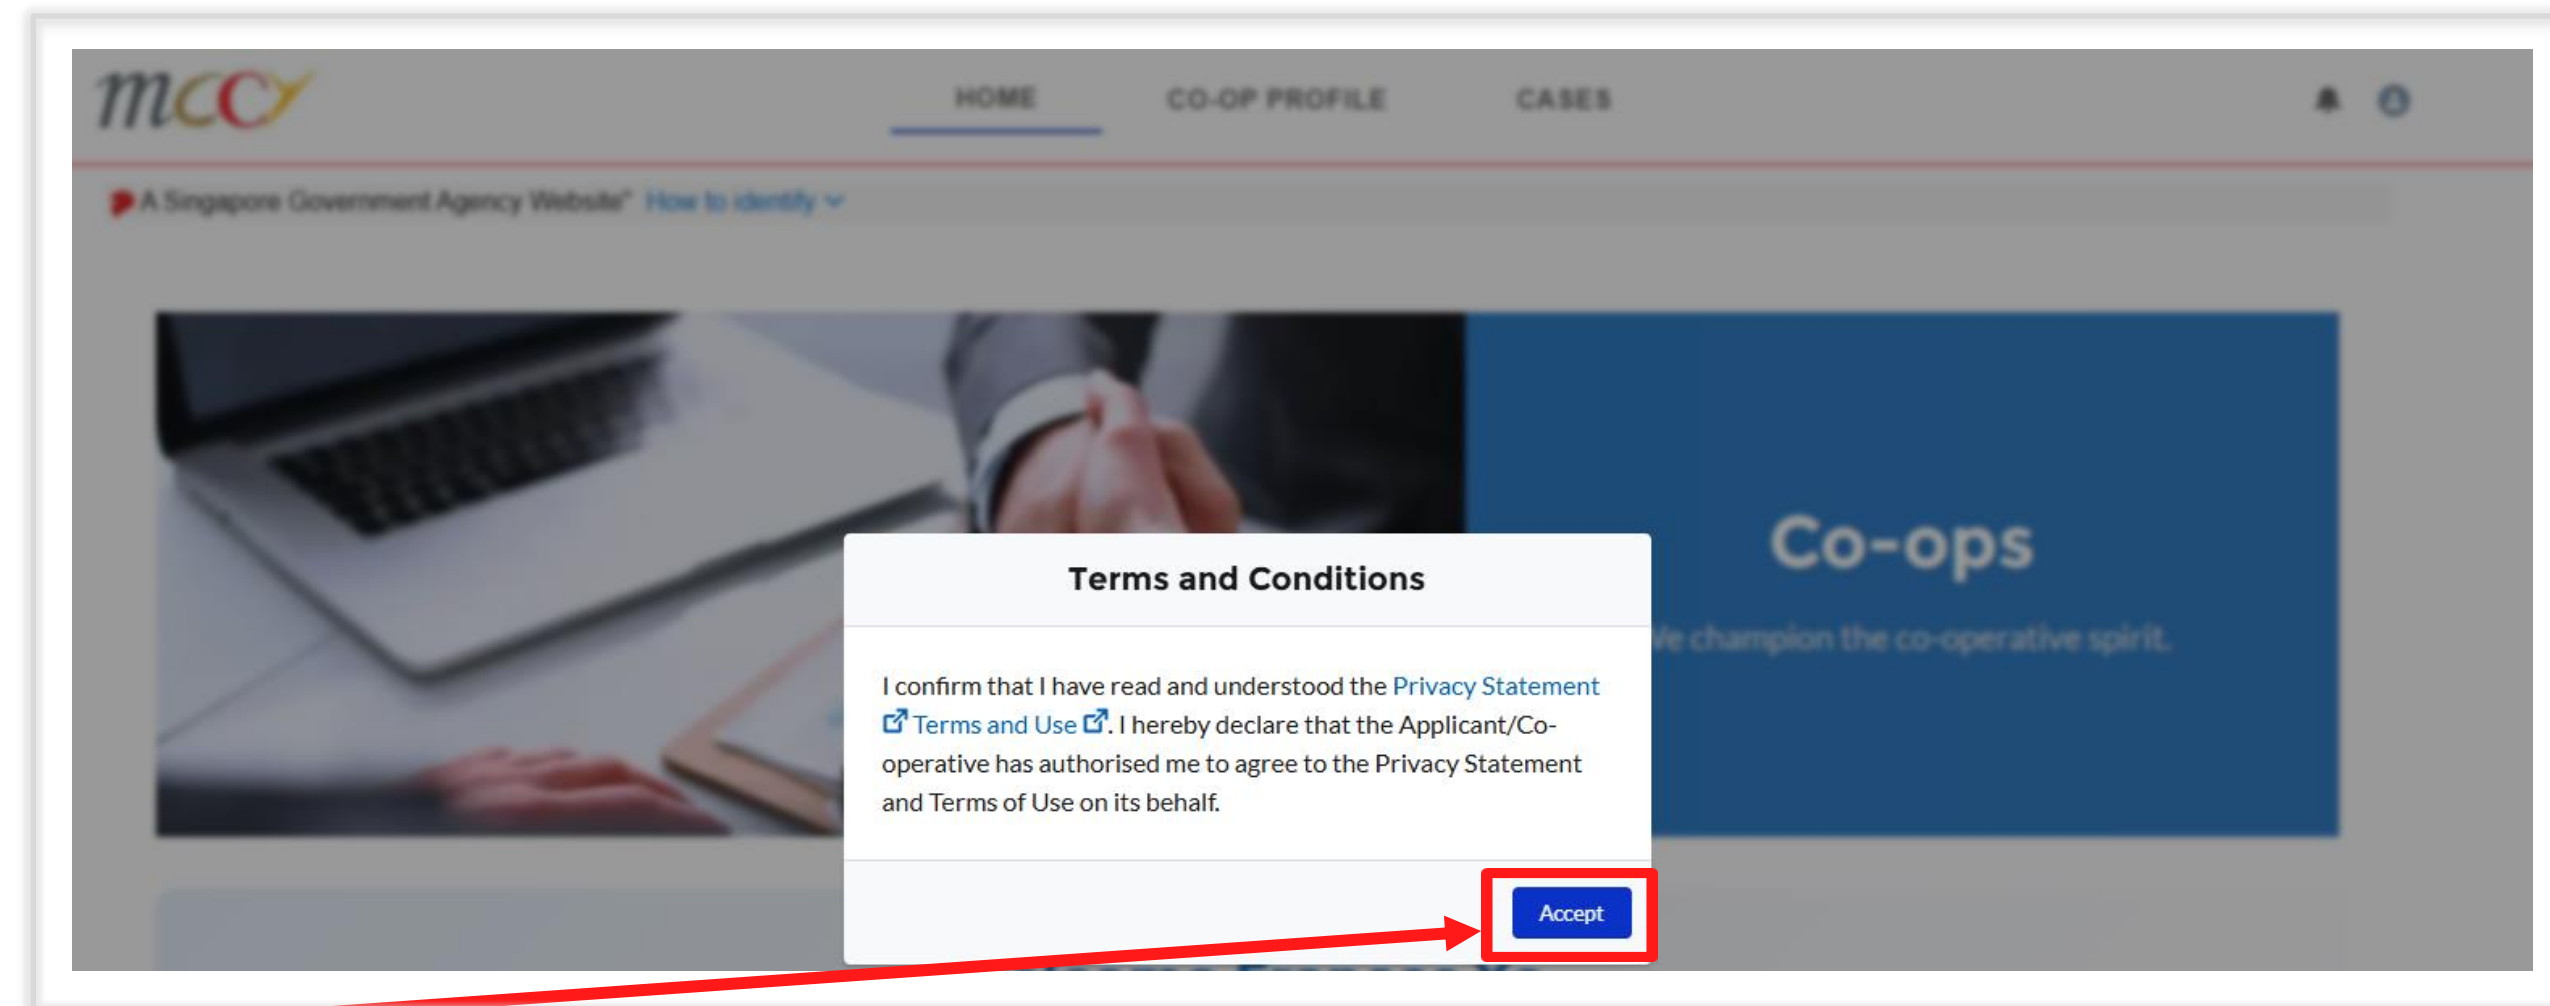 mccy
HOME CO-OP PROFILE CASES
A Singapore Government Agency Website" How to identify
Co-ops
We champion the co-operative spirit.
Terms and Conditions
I confirm that I have read and understood the Privacy Statement
Terms and Use . I hereby declare that the Applicant/Co-
operative has authorised me to agree to the Privacy Statement
and Terms of Use on its behalf.
Accept